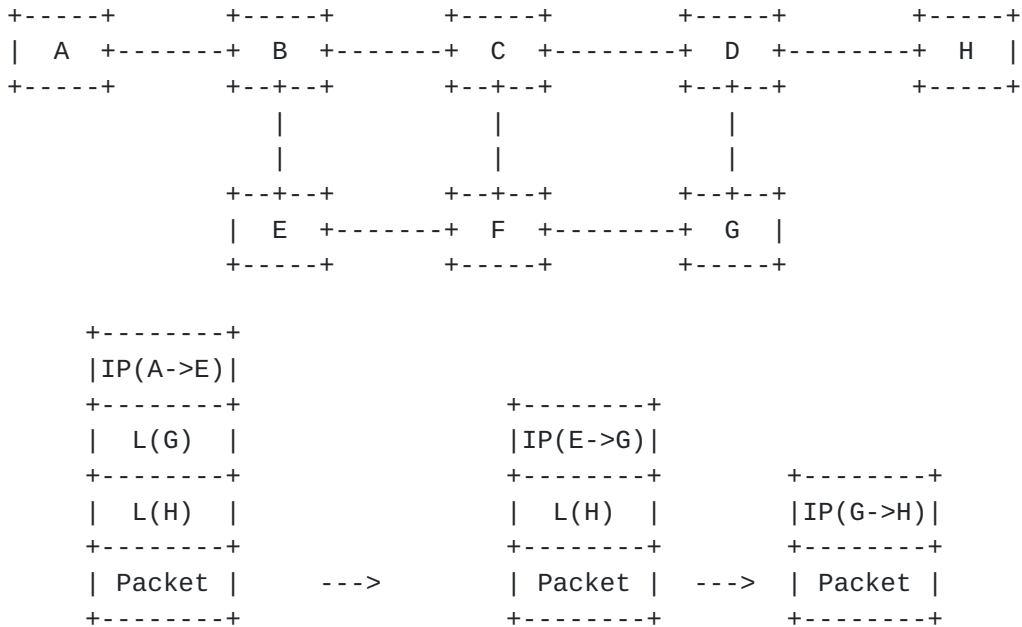 +-----+       +-----+       +-----+        +-----+        +-----+
|  A  +-------+  B  +-------+  C  +--------+  D  +--------+  H  |
+-----+       +--+--+       +--+--+        +--+--+        +-----+
                 |             |              |
                 |             |              |
              +--+--+       +--+--+        +--+--+
              |  E  +-------+  F  +--------+  G  |
              +-----+       +-----+        +-----+

     +--------+
     |IP(A->E)|
     +--------+                 +--------+
     |  L(G)  |                 |IP(E->G)|
     +--------+                 +--------+        +--------+
     |  L(H)  |                 |  L(H)  |        |IP(G->H)|
     +--------+                 +--------+        +--------+
     | Packet |     --->        | Packet |  --->  | Packet |
     +--------+                 +--------+        +--------+